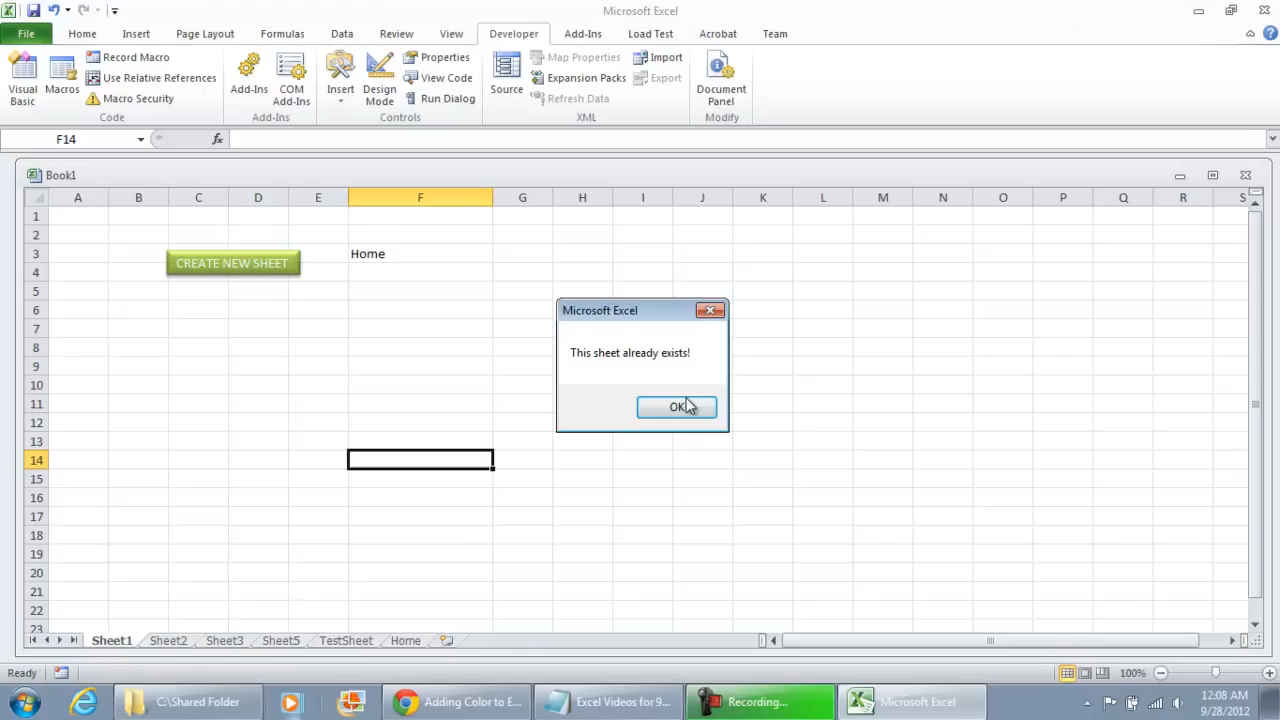 Microsoft Excel
File Home Insert Page Layout Formulas Data Review View Developer Add-Ins Load Test Acrobat Team
Visual Basic
Macros
Record Macro
Use Relative References
Macro Security
Code
Add-Ins
COM Add-Ins
Add-Ins
Insert
Design Mode
Properties
View Code
Run Dialog
Controls
Source
Map Properties
Expansion Packs
Refresh Data
Import
Export
XML
Document Panel
Modify
F14 fx
Book1
A B C D E F G H I J K L M N O P Q R S
1
2
3 Home
CREATE NEW SHEET
4
5
6
7
8
9
10
11
12
13
14
15
16
17
18
19
20
21
22
23
Microsoft Excel
This sheet already exists!
OK
Sheet1 Sheet2 Sheet3 Sheet5 TestSheet Home
Ready 100%
C:\Shared Folder Adding Color to E... Excel Videos for 9... Recording... Microsoft Excel
12:08 AM
9/28/2012